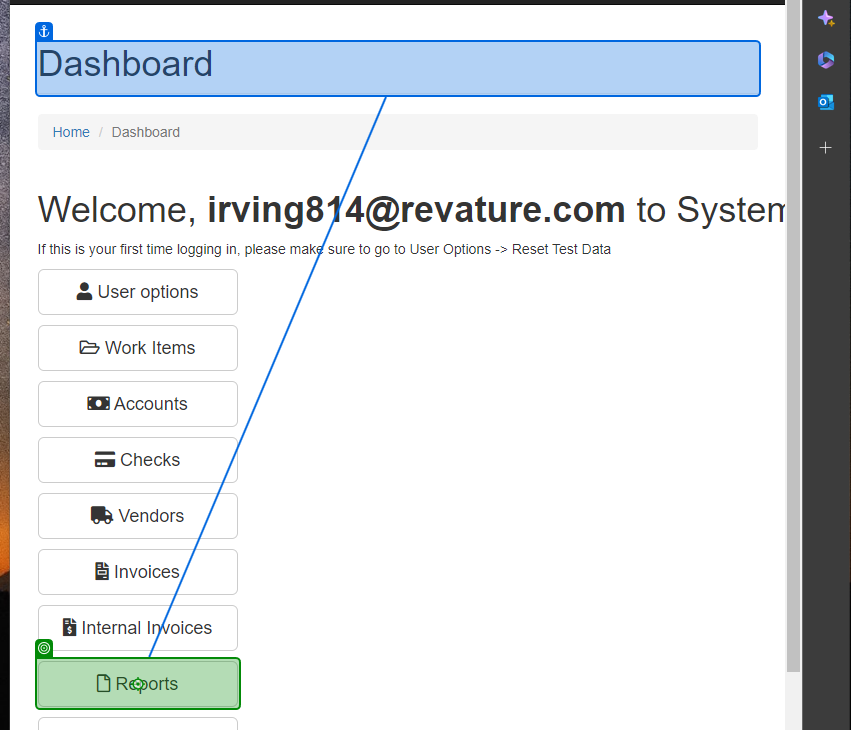 Dashboard
Home / Dashboard
Welcome, irving814@revature.com to System
If this is your first time logging in, please make sure to go to User Options -> Reset Test Data
User options
Work Items
Accounts
Checks
Vendors
Invoices
Internal Invoices
Reports